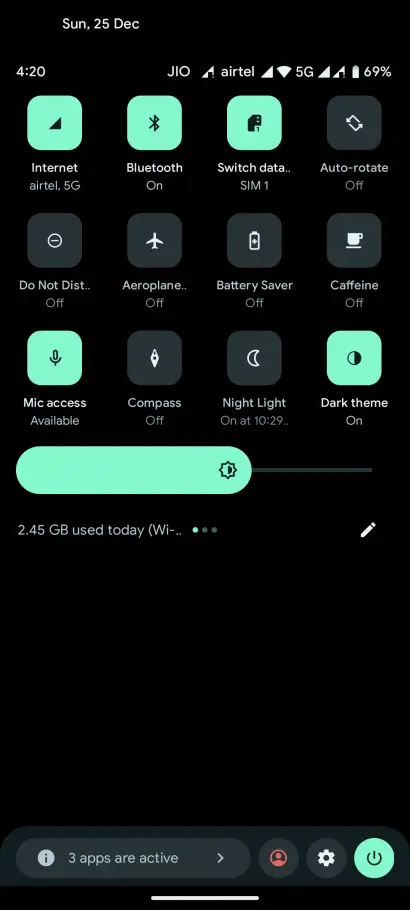 Sun, 25 Dec
4:20 JIO airtel 5G 69%
Internet Bluetooth Switch data.. Auto-rotate
airtel, 5G On SIM 1 Off
Do Not Dist.. Aeroplane.. Battery Saver Caffeine
Off Off Off Off
Mic access Compass Night Light Dark theme
Available Off On at 10:29.. On
2.45 GB used today (Wi-..
3 apps are active